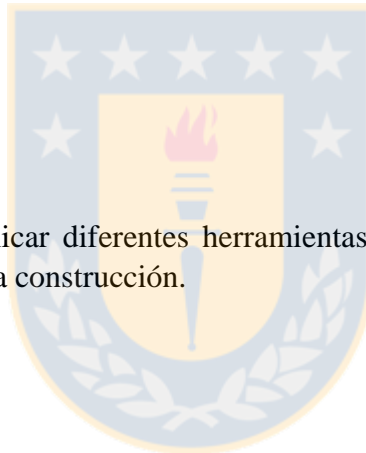 icar diferentes herramientas
a construcción.